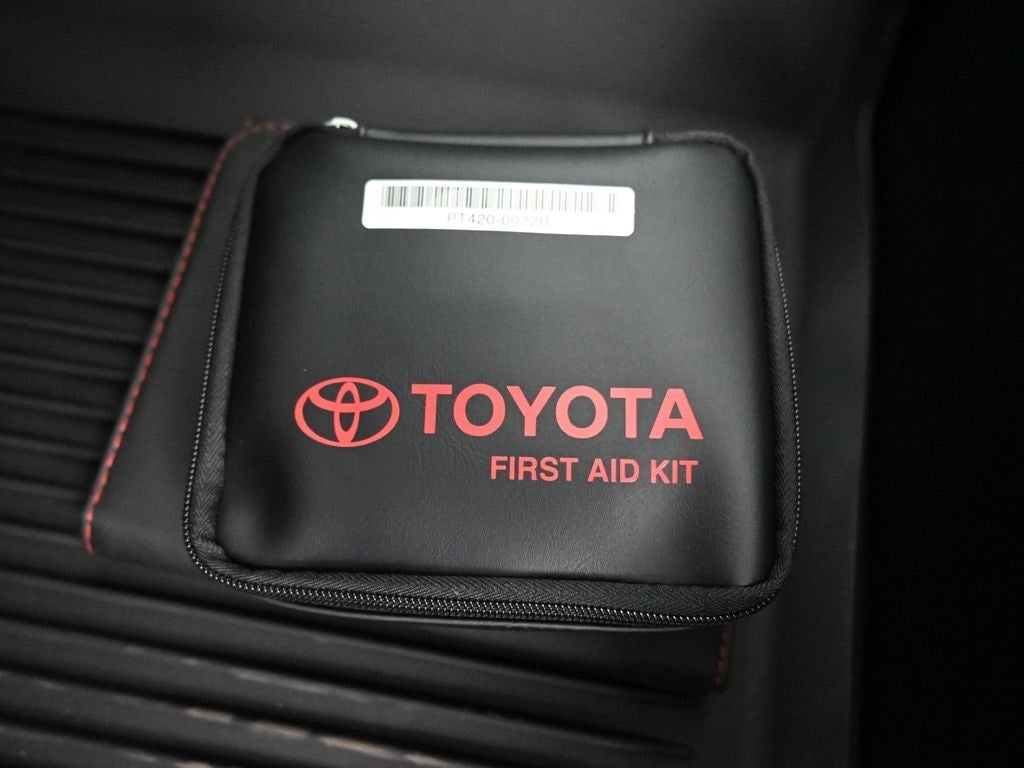 PT420-0022B
TOYOTA
FIRST AID KIT